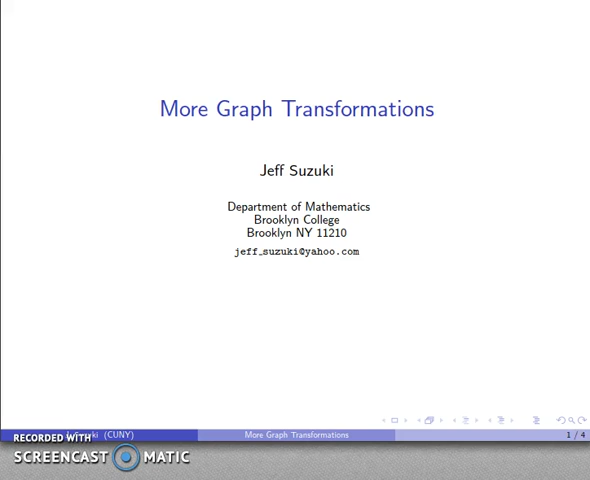 More Graph Transformations
Jeff Suzuki
Department of Mathematics
Brooklyn College
Brooklyn NY 11210
jeff_suzuki@yahoo.com
RECORDED WITH
(CUNY)
More Graph Transformations
1 / 4
SCREENCAST MATIC